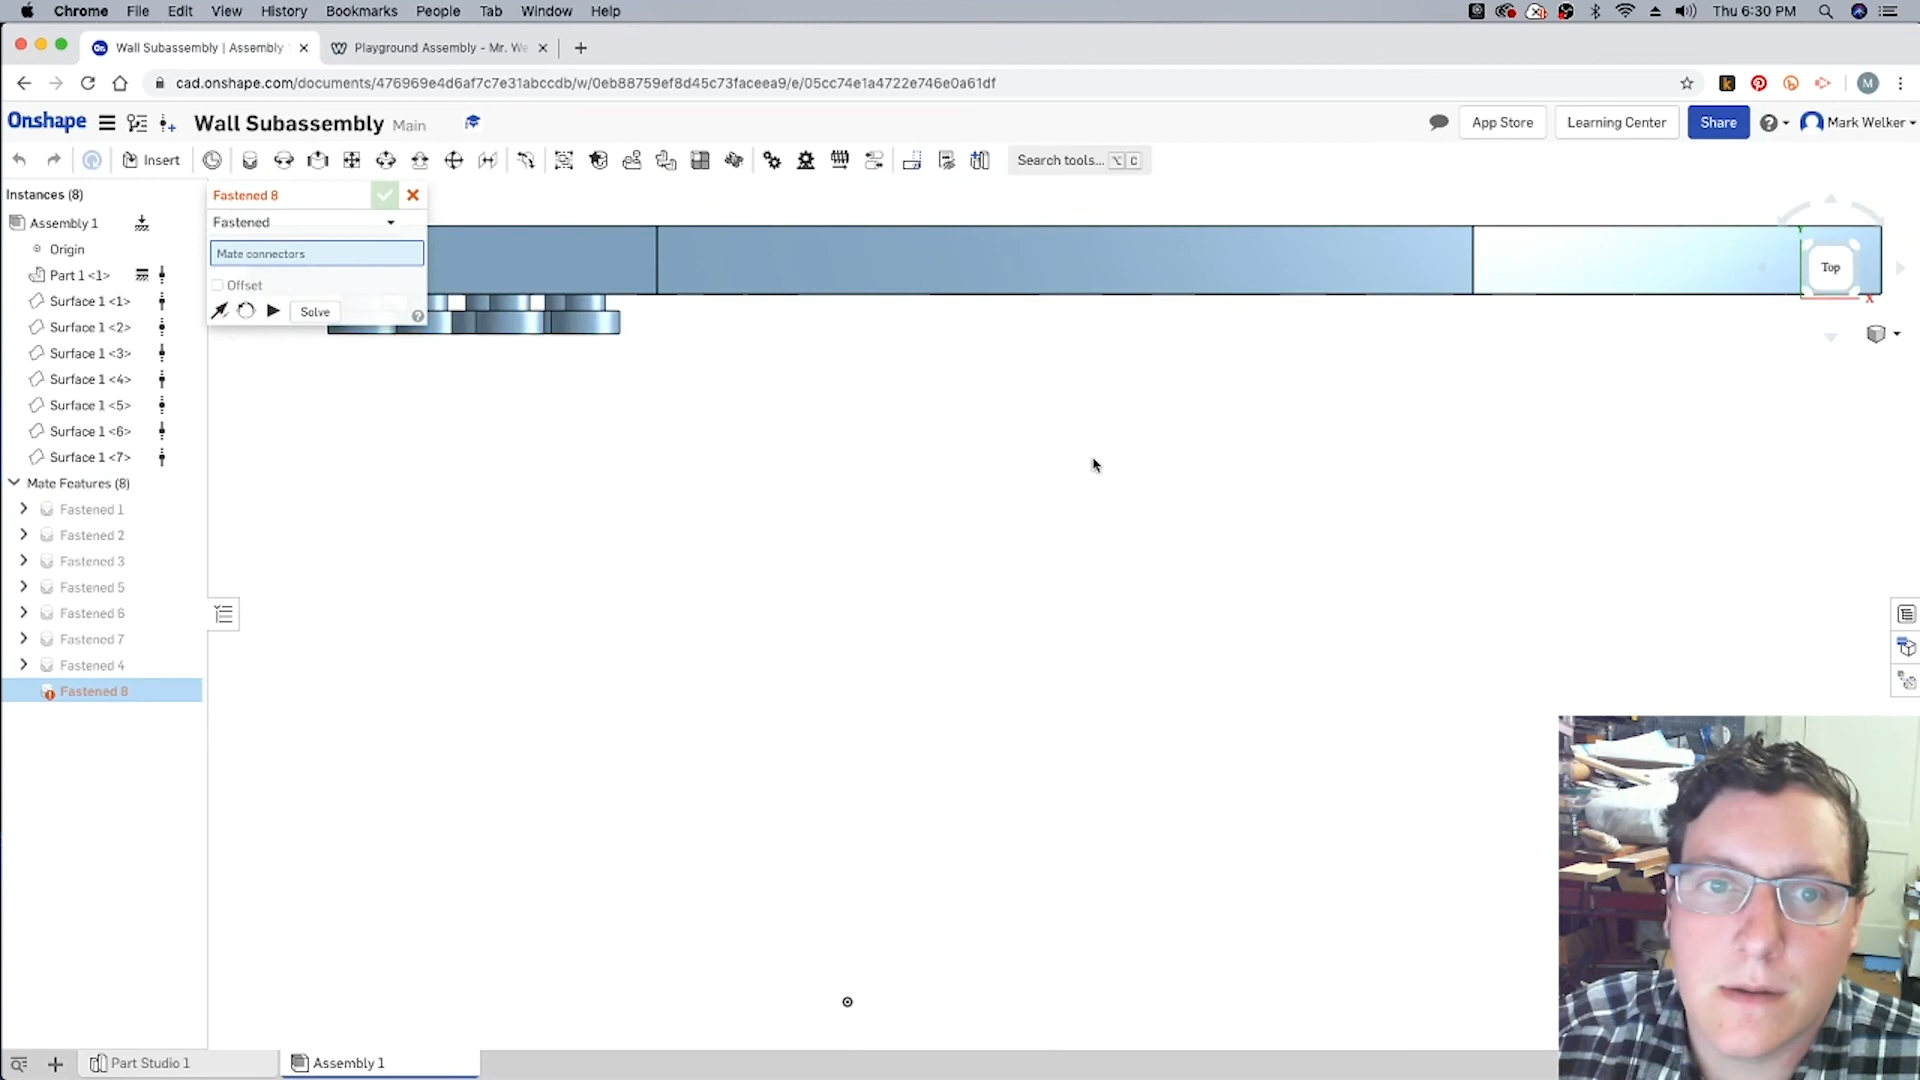 Chrome File Edit View History Bookmarks People Tab Window Help Thu 6:30 PM
Wall Subassembly | Assembly Playground Assembly - Mr. We
cad.onshape.com/documents/476969e4d6af7c7e31abccdb/w/0eb88759ef8d45c73faceea9/e/05cc74e1a4722e746e0a61df M
Onshape Wall Subassembly Main App Store Learning Center Share Mark Welker
Insert Search tools... ⌥ C
Instances (8)
Assembly 1
Origin
Part 1 <1>
Surface 1 <1>
Surface 1 <2>
Surface 1 <3>
Surface 1 <4>
Surface 1 <5>
Surface 1 <6>
Surface 1 <7>
Mate Features (8)
Fastened 1
Fastened 2
Fastened 3
Fastened 5
Fastened 6
Fastened 7
Fastened 4
Fastened 8
Fastened 8
Fastened
Mate connectors
Offset
Solve
Y
Top
X
Part Studio 1 Assembly 1